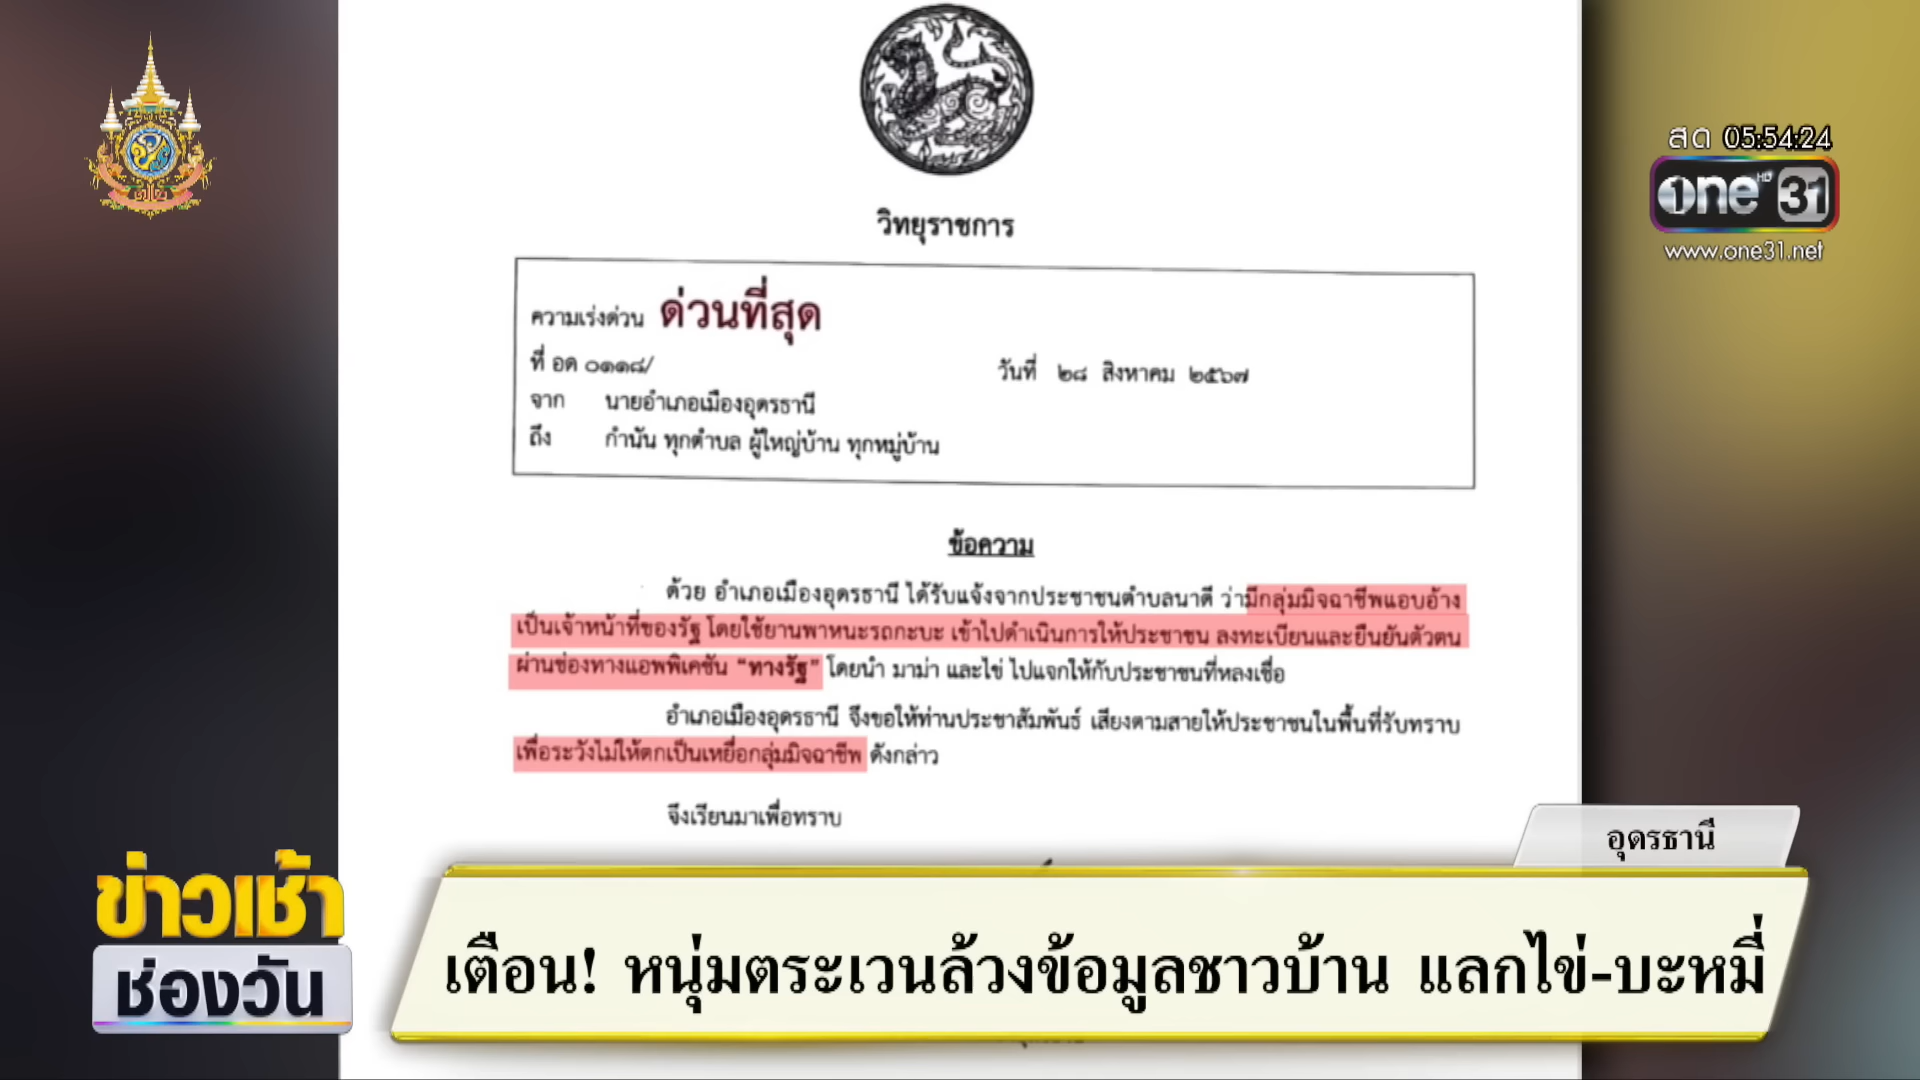 สด 05:54:24
one HD 31
www.one31.net
วิทยุราชการ
ความเร่งด่วน ด่วนที่สุด
ที่ อด ๐๑๑๘/ วันที่ ๒๘ สิงหาคม ๒๕๖๗
จาก นายอำเภอเมืองอุดรธานี
ถึง กำนัน ทุกตำบล ผู้ใหญ่บ้าน ทุกหมู่บ้าน
ข้อความ
ด้วย อำเภอเมืองอุดรธานี ได้รับแจ้งจากประชาชนตำบลนาดี ว่ามีกลุ่มมิจฉาชีพแอบอ้าง
เป็นเจ้าหน้าที่ของรัฐ โดยใช้ยานพาหนะรถกะบะ เข้าไปดำเนินการให้ประชาชน ลงทะเบียนและยืนยันตัวตน
ผ่านช่องทางแอพพิเคชัน “ทางรัฐ” โดยนำ มาม่า และไข่ ไปแจกให้กับประชาชนที่หลงเชื่อ
อำเภอเมืองอุดรธานี จึงขอให้ท่านประชาสัมพันธ์ เสียงตามสายให้ประชาชนในพื้นที่รับทราบ
เพื่อระวังไม่ให้ตกเป็นเหยื่อกลุ่มมิจฉาชีพ ดังกล่าว
จึงเรียนมาเพื่อทราบ
อุดรธานี
ข่าวเช้า
ช่องวัน
เตือน! หนุ่มตระเวนล้วงข้อมูลชาวบ้าน แลกไข่-บะหมี่